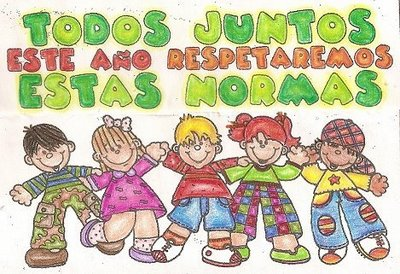 TODOS JUNTOS
ESTE AÑO RESPETAREMOS
ESTAS NORMAS